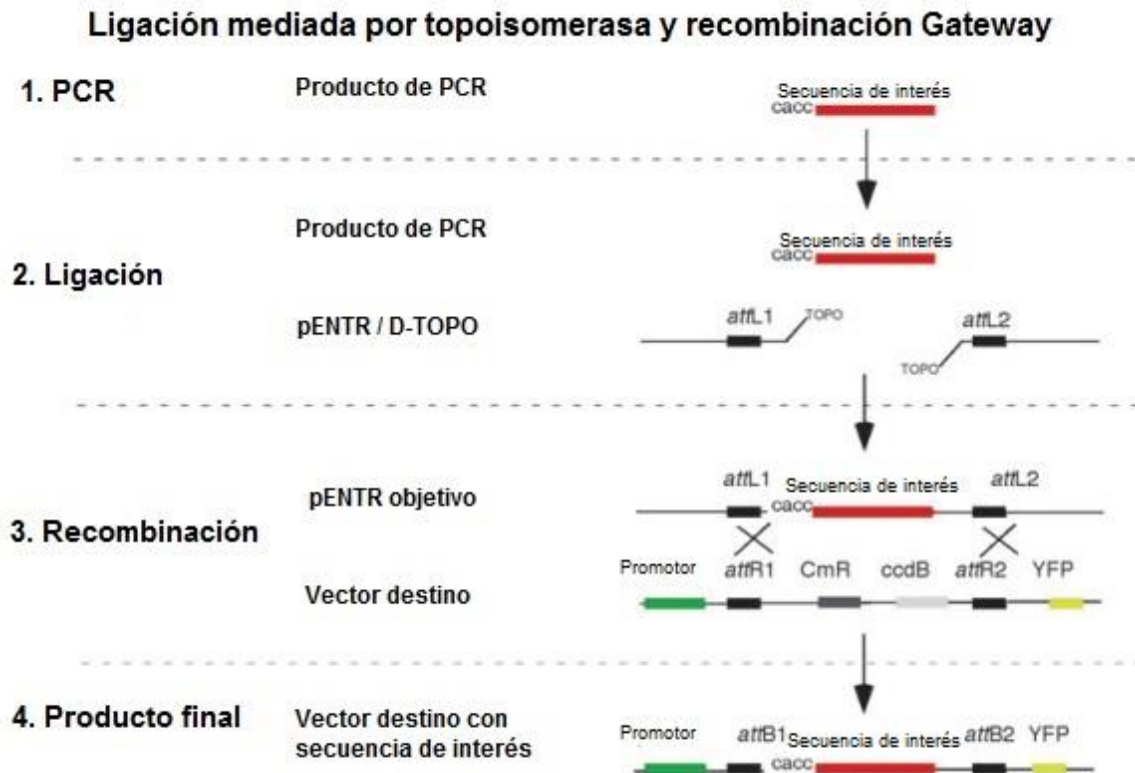 Ligación mediada por topoisomerasa y recombinación Gateway
1. PCR
Producto de PCR
Secuencia de interés
cacc
2. Ligación
Producto de PCR
Secuencia de interés
cacc
pENTR / D-TOPO
attL1
TOPO
attL2
TOPO
3. Recombinación
pENTR objetivo
attL1
Secuencia de interés
attL2
cacc
Vector destino
Promotor
attR1
CmR
ccdB
attR2
YFP
4. Producto final
Vector destino con
secuencia de interés
Promotor
attB1
Secuencia de interés
attB2
YFP
cacc